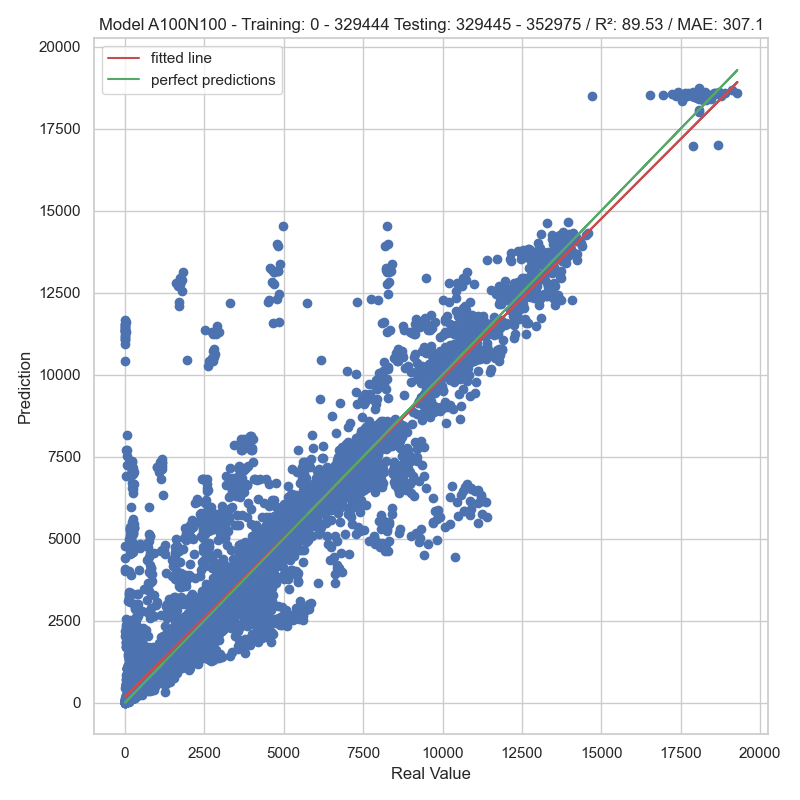 Model A100N100 - Training: 0 - 329444 Testing: 329445 - 352975 / R²: 89.53 / MAE: 307.1
fitted line
perfect predictions
20000
17500
15000
12500
10000
7500
5000
2500
0
Prediction
0 2500 5000 7500 10000 12500 15000 17500 20000
Real Value